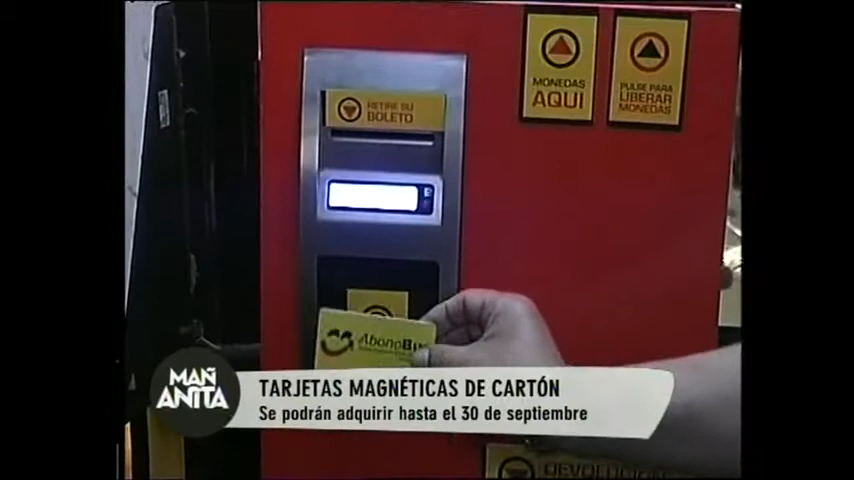 MONEDAS
AQUI
PULSE PARA
LIBERAR
MONEDAS
RETIRE SU
BOLETO
AbonoBus
MAÑ
ANITA
TARJETAS MAGNÉTICAS DE CARTÓN
Se podrán adquirir hasta el 30 de septiembre